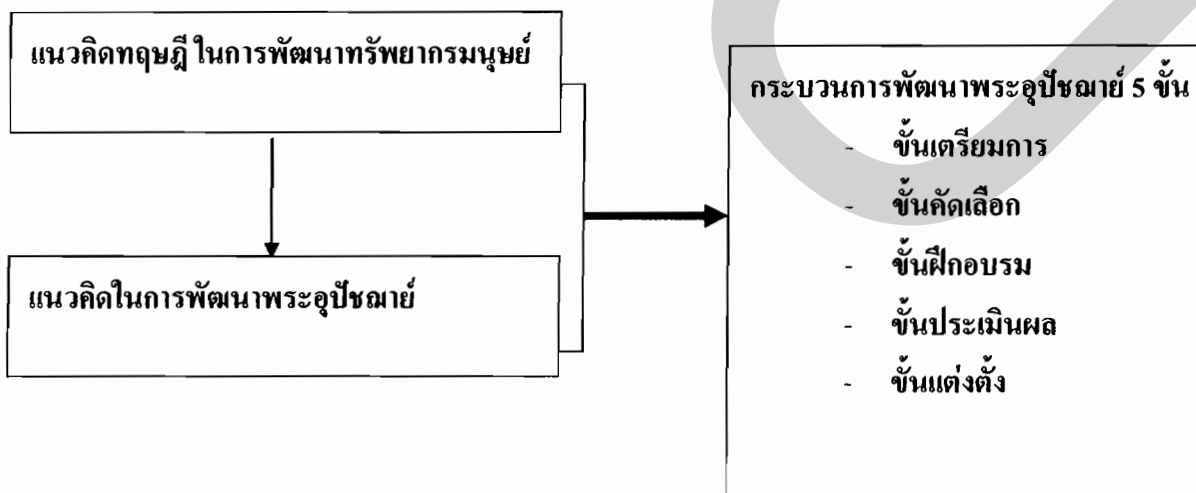 แนวคิดทฤษฎี ในการพัฒนาทรัพยากรมนุษย์
แนวคิดในการพัฒนาพระอุปัชฌาย์
กระบวนการพัฒนาพระอุปัชฌาย์ 5 ขั้น
- ขั้นเตรียมการ
- ขั้นคัดเลือก
- ขั้นฝึกอบรม
- ขั้นประเมินผล
- ขั้นแต่งตั้ง